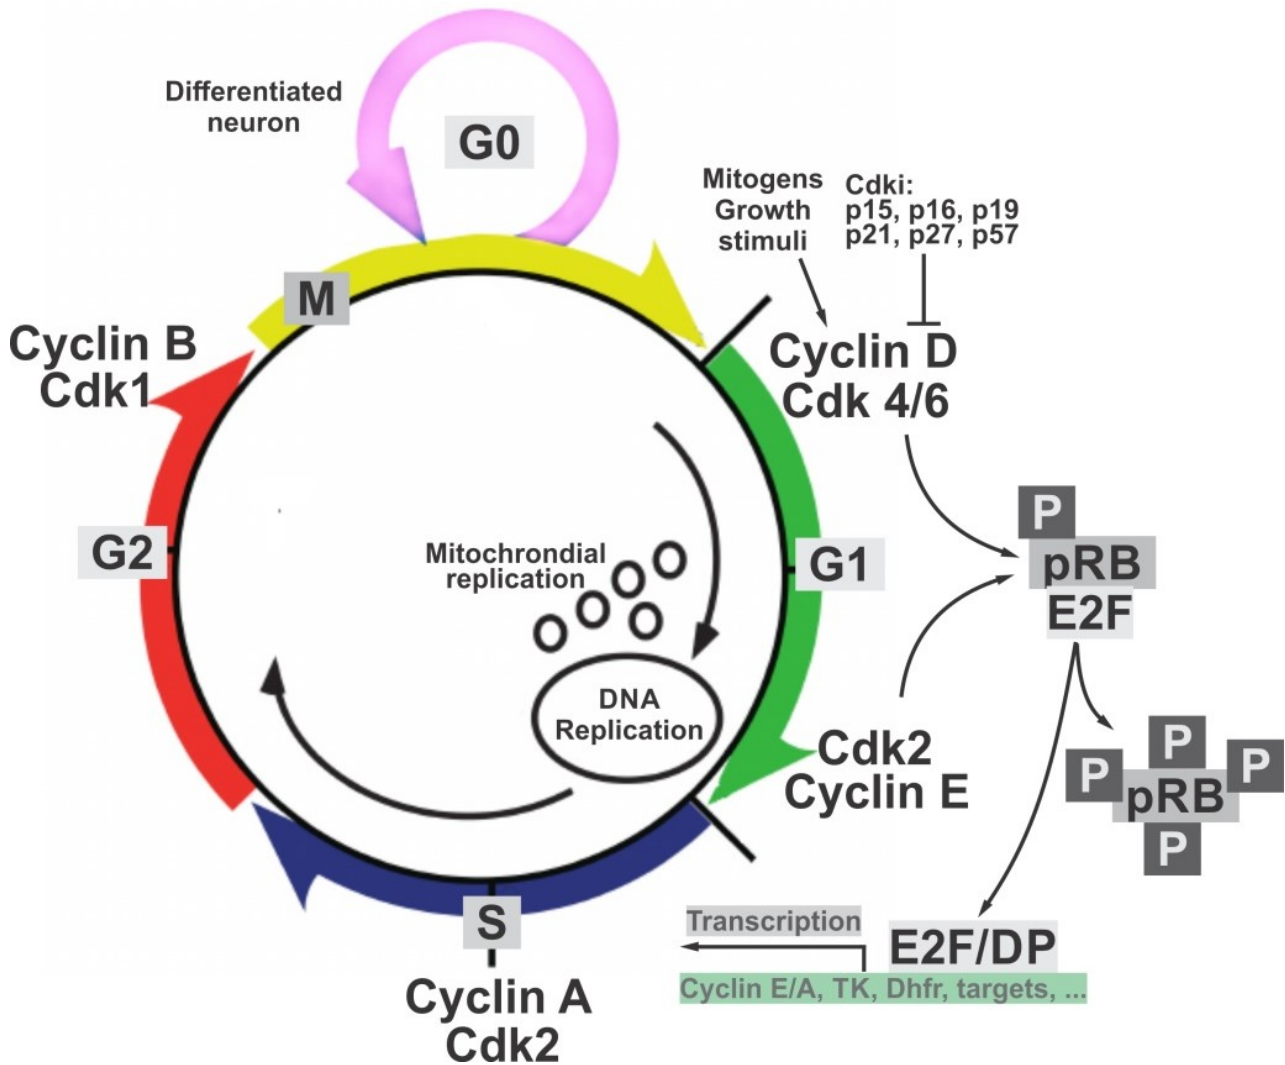 Differentiated
neuron
G0
Mitogens
Growth
stimuli
Cdki:
p15, p16, p19
p21, p27, p57
M
Cyclin B
Cdk1
Cyclin D
Cdk 4/6
G2
Mitochrondial
replication
G1
P
pRB
E2F
DNA
Replication
Cdk2
Cyclin E
P
P
P
pRB
P
S
Transcription
E2F/DP
Cyclin E/A, TK, Dhfr, targets, ...
Cyclin A
Cdk2